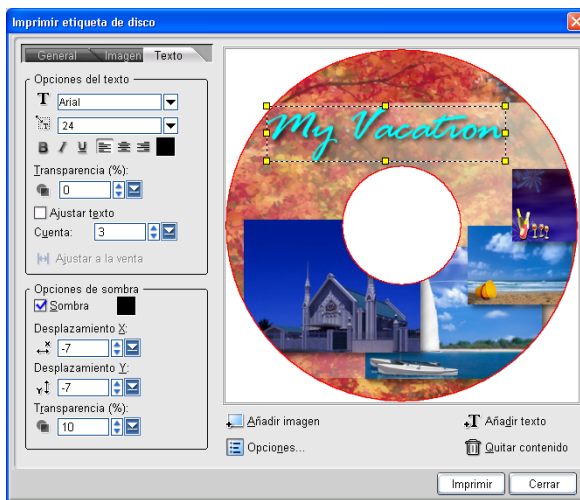 Imprimir etiqueta de disco
General Imagen Texto
Opciones del texto
T Arial
24
B I U
Transparencia (%):
0
Ajustar texto
Cuenta: 3
Ajustar a la venta
Opciones de sombra
Sombra
Desplazamiento X:
-7
Desplazamiento Y:
-7
Transparencia (%):
10
My Vacation
Añadir imagen
Añadir texto
Opciones...
Quitar contenido
Imprimir Cerrar